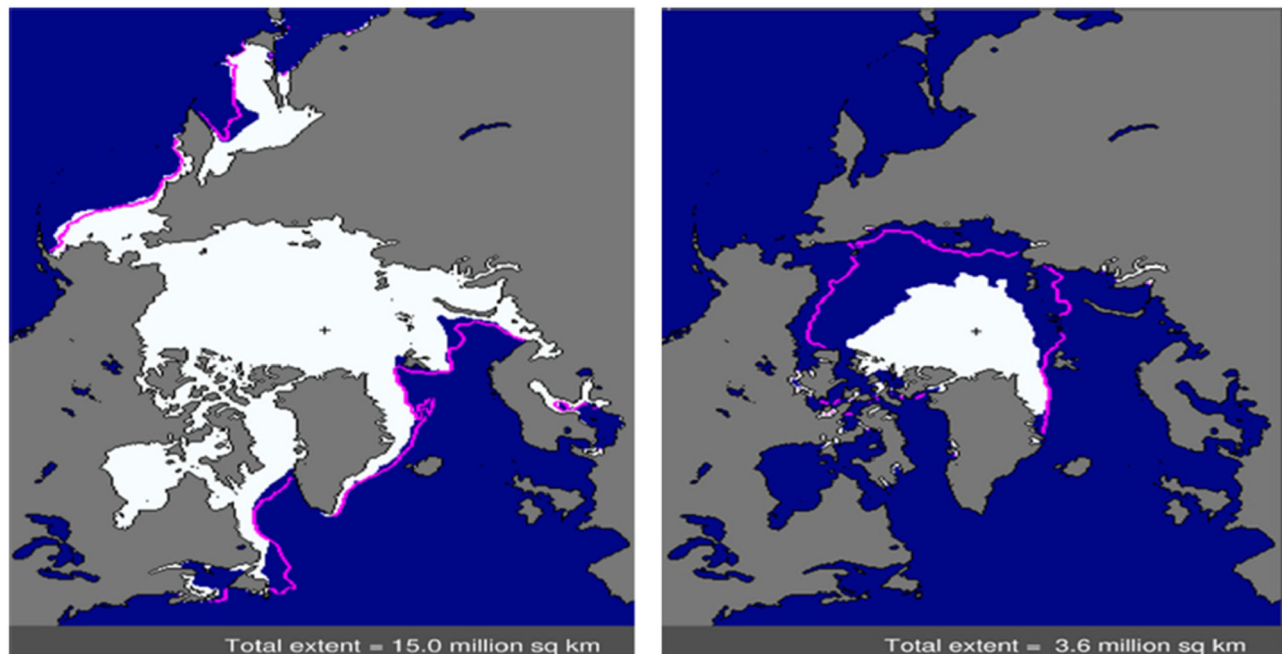 Total extent = 15.0 million sq km
Total extent = 3.6 million sq km